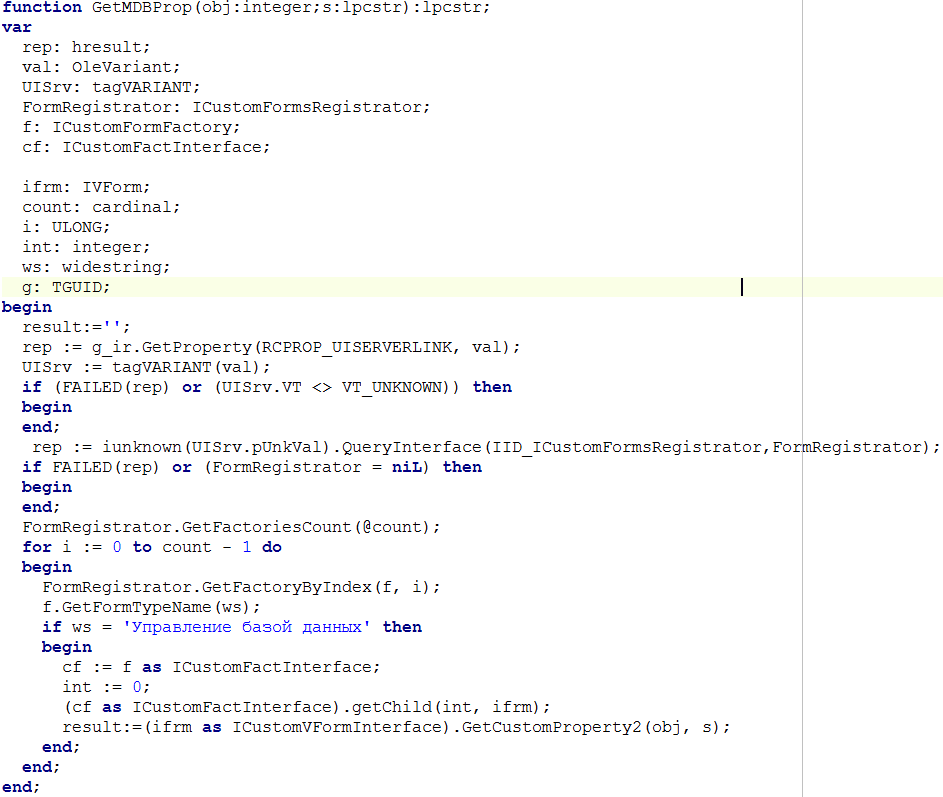 function GetMDBProp(obj:integer;s:lpcstr):lpcstr;
var
  rep: hresult;
  val: OleVariant;
  UISrv: tagVARIANT;
  FormRegistrator: ICustomFormsRegistrator;
  f: ICustomFormFactory;
  cf: ICustomFactInterface;

  ifrm: IVForm;
  count: cardinal;
  i: ULONG;
  int: integer;
  ws: widestring;
  g: TGUID;
begin
  result:='';
  rep := g_ir.GetProperty(RCPROP_UISERVERLINK, val);
  UISrv := tagVARIANT(val);
  if (FAILED(rep) or (UISrv.VT <> VT_UNKNOWN)) then
  begin
  end;
   rep := iunknown(UISrv.pUnkVal).QueryInterface(IID_ICustomFormsRegistrator,FormRegistrator);
  if FAILED(rep) or (FormRegistrator = niL) then
  begin
  end;
  FormRegistrator.GetFactoriesCount(@count);
  for i := 0 to count - 1 do
  begin
    FormRegistrator.GetFactoryByIndex(f, i);
    f.GetFormTypeName(ws);
    if ws = 'Управление базой данных' then
    begin
      cf := f as ICustomFactInterface;
      int := 0;
      (cf as ICustomFactInterface).getChild(int, ifrm);
      result:=(ifrm as ICustomVFormInterface).GetCustomProperty2(obj, s);
    end;
  end;
end;